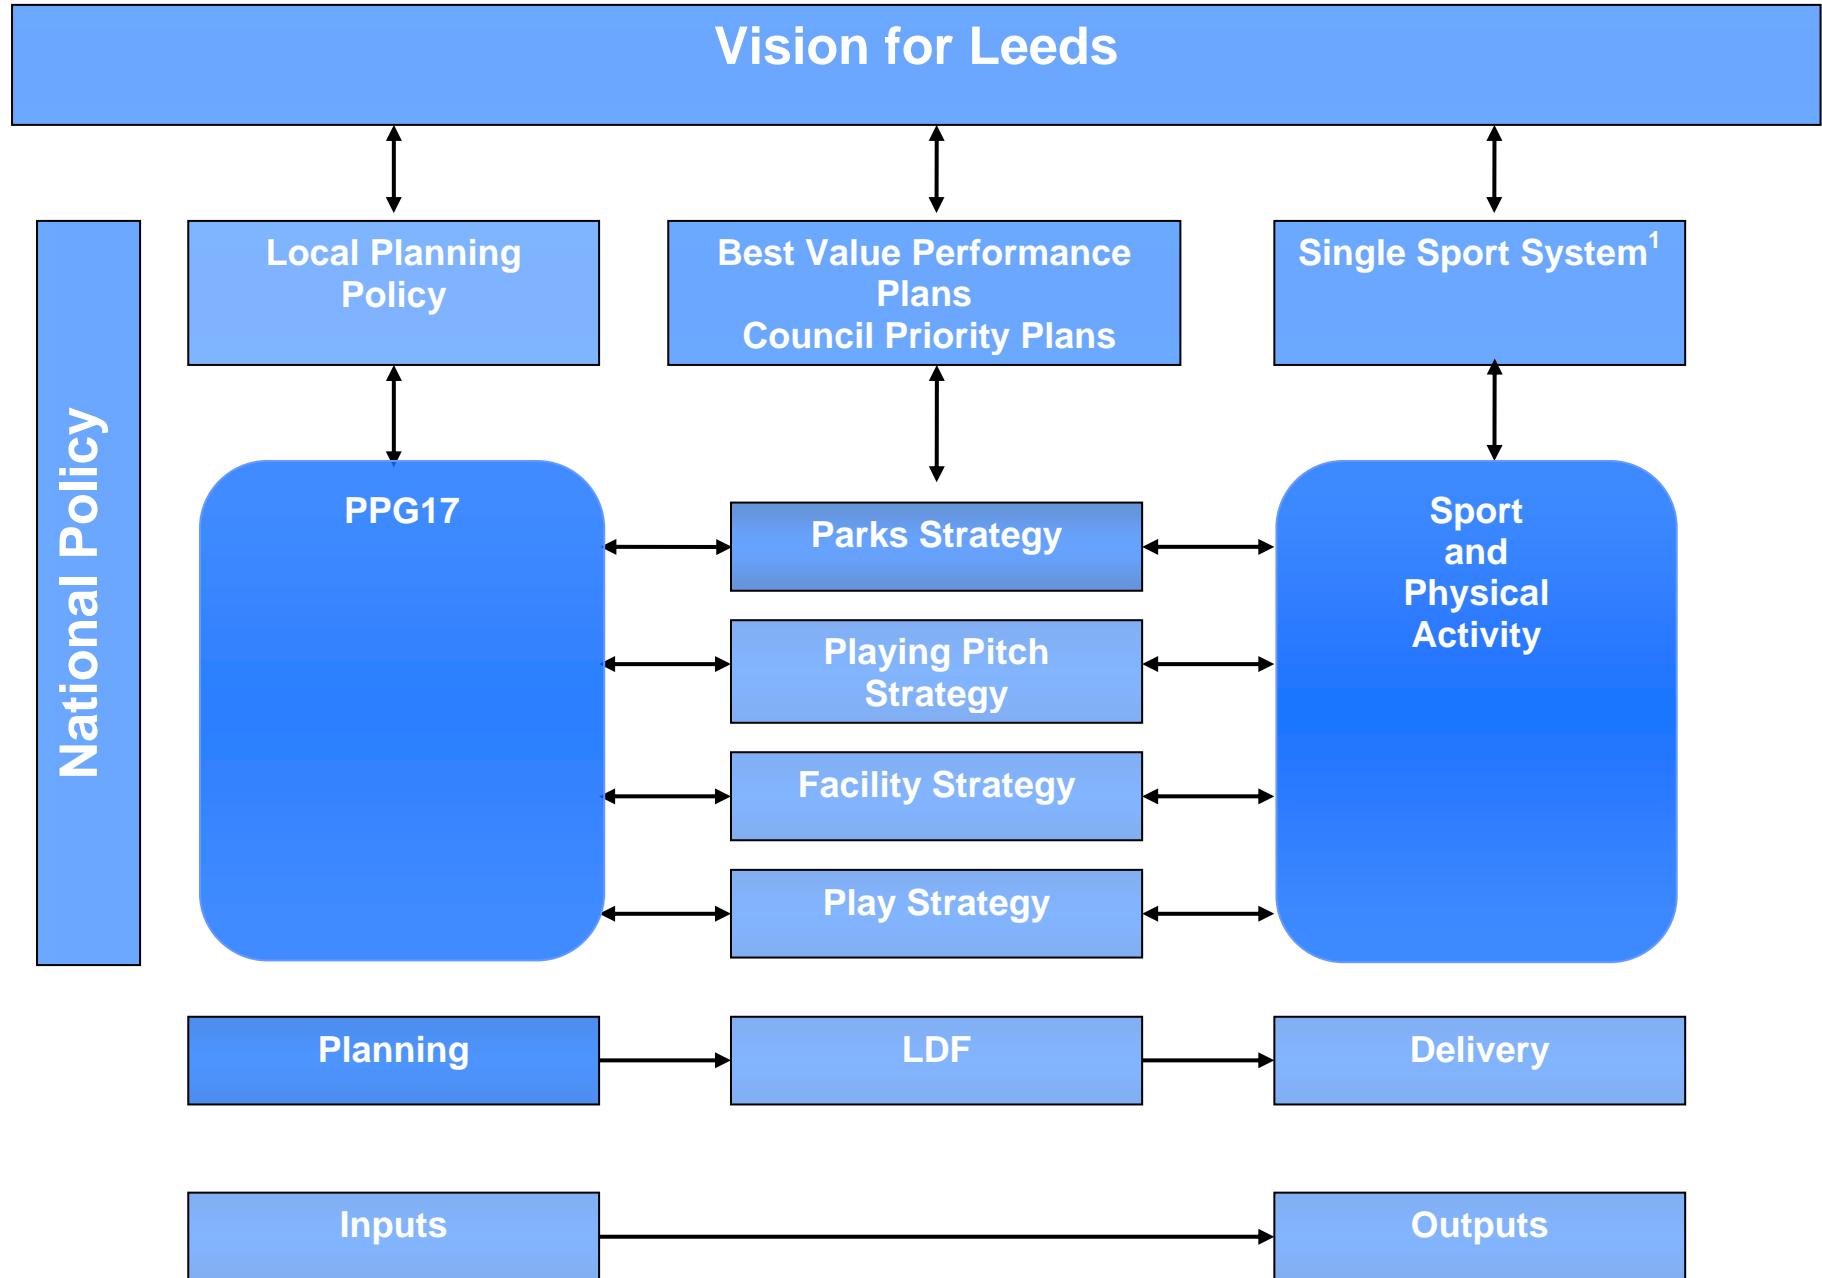 Vision for Leeds
National Policy
Local Planning
Policy
Best Value Performance
Plans
Council Priority Plans
Single Sport System¹
PPG17
Parks Strategy
Playing Pitch
Strategy
Facility Strategy
Play Strategy
Sport
and
Physical
Activity
Planning
LDF
Delivery
Inputs
Outputs